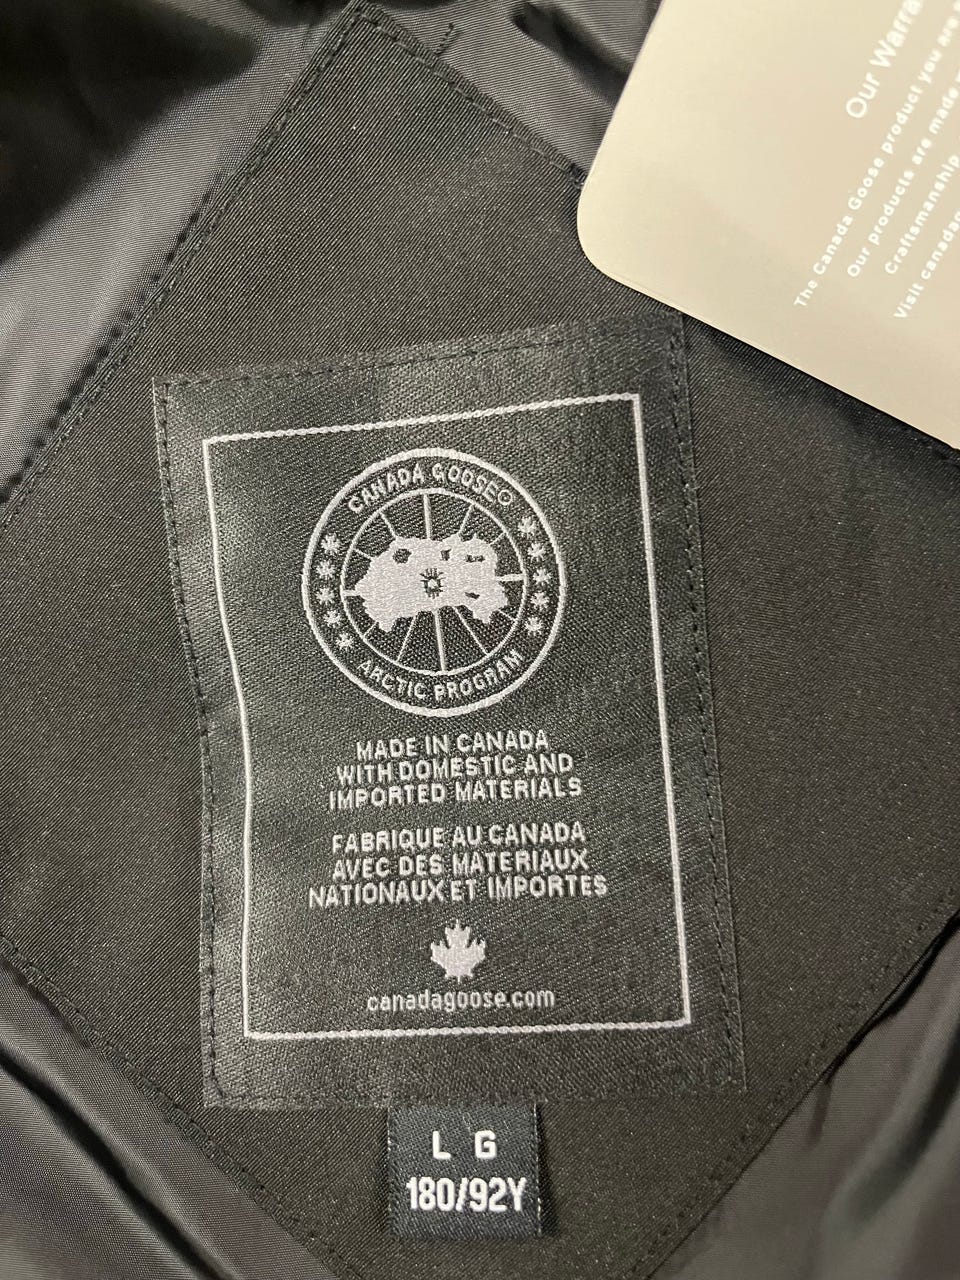 Our Warra
The Canada Goose product you are
Our products are made
Craftsmanship
Visit canadag
CANADA GOOSE©
ARCTIC PROGRAM
MADE IN CANADA
WITH DOMESTIC AND
IMPORTED MATERIALS
FABRIQUE AU CANADA
AVEC DES MATERIAUX
NATIONAUX ET IMPORTES
canadagoose.com
L G
180/92Y